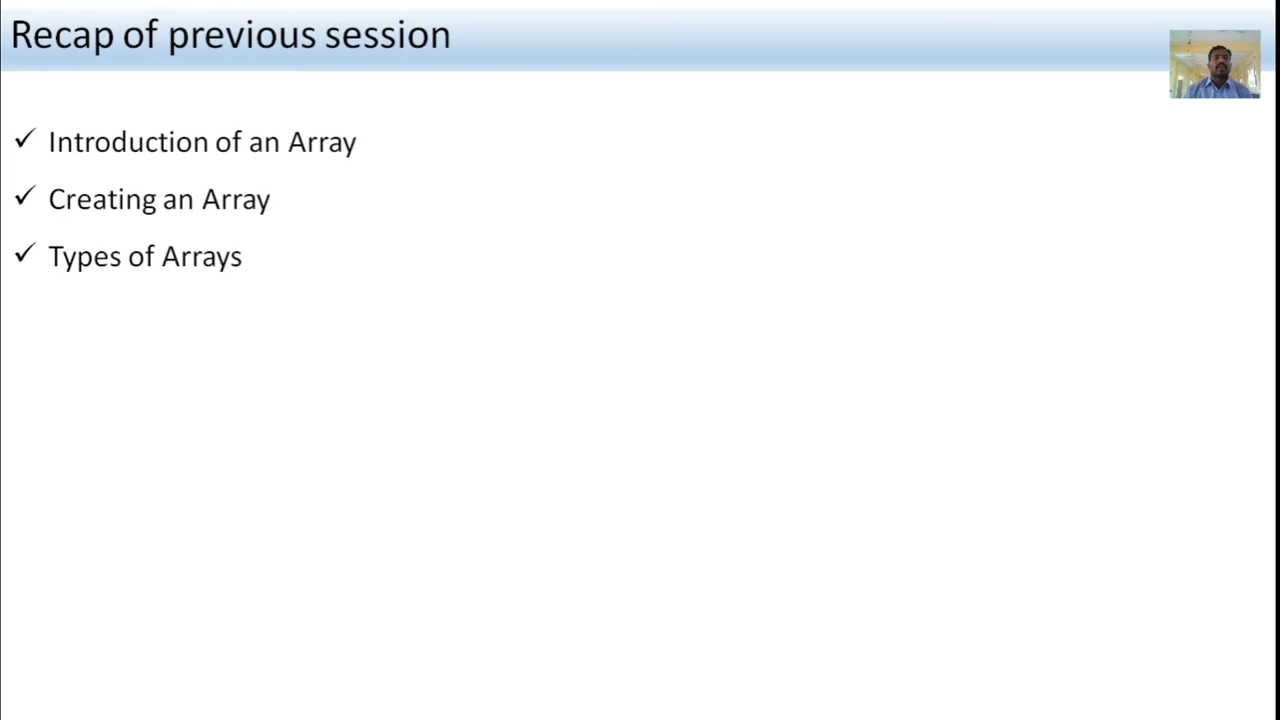 Recap of previous session
✓ Introduction of an Array
✓ Creating an Array
✓ Types of Arrays